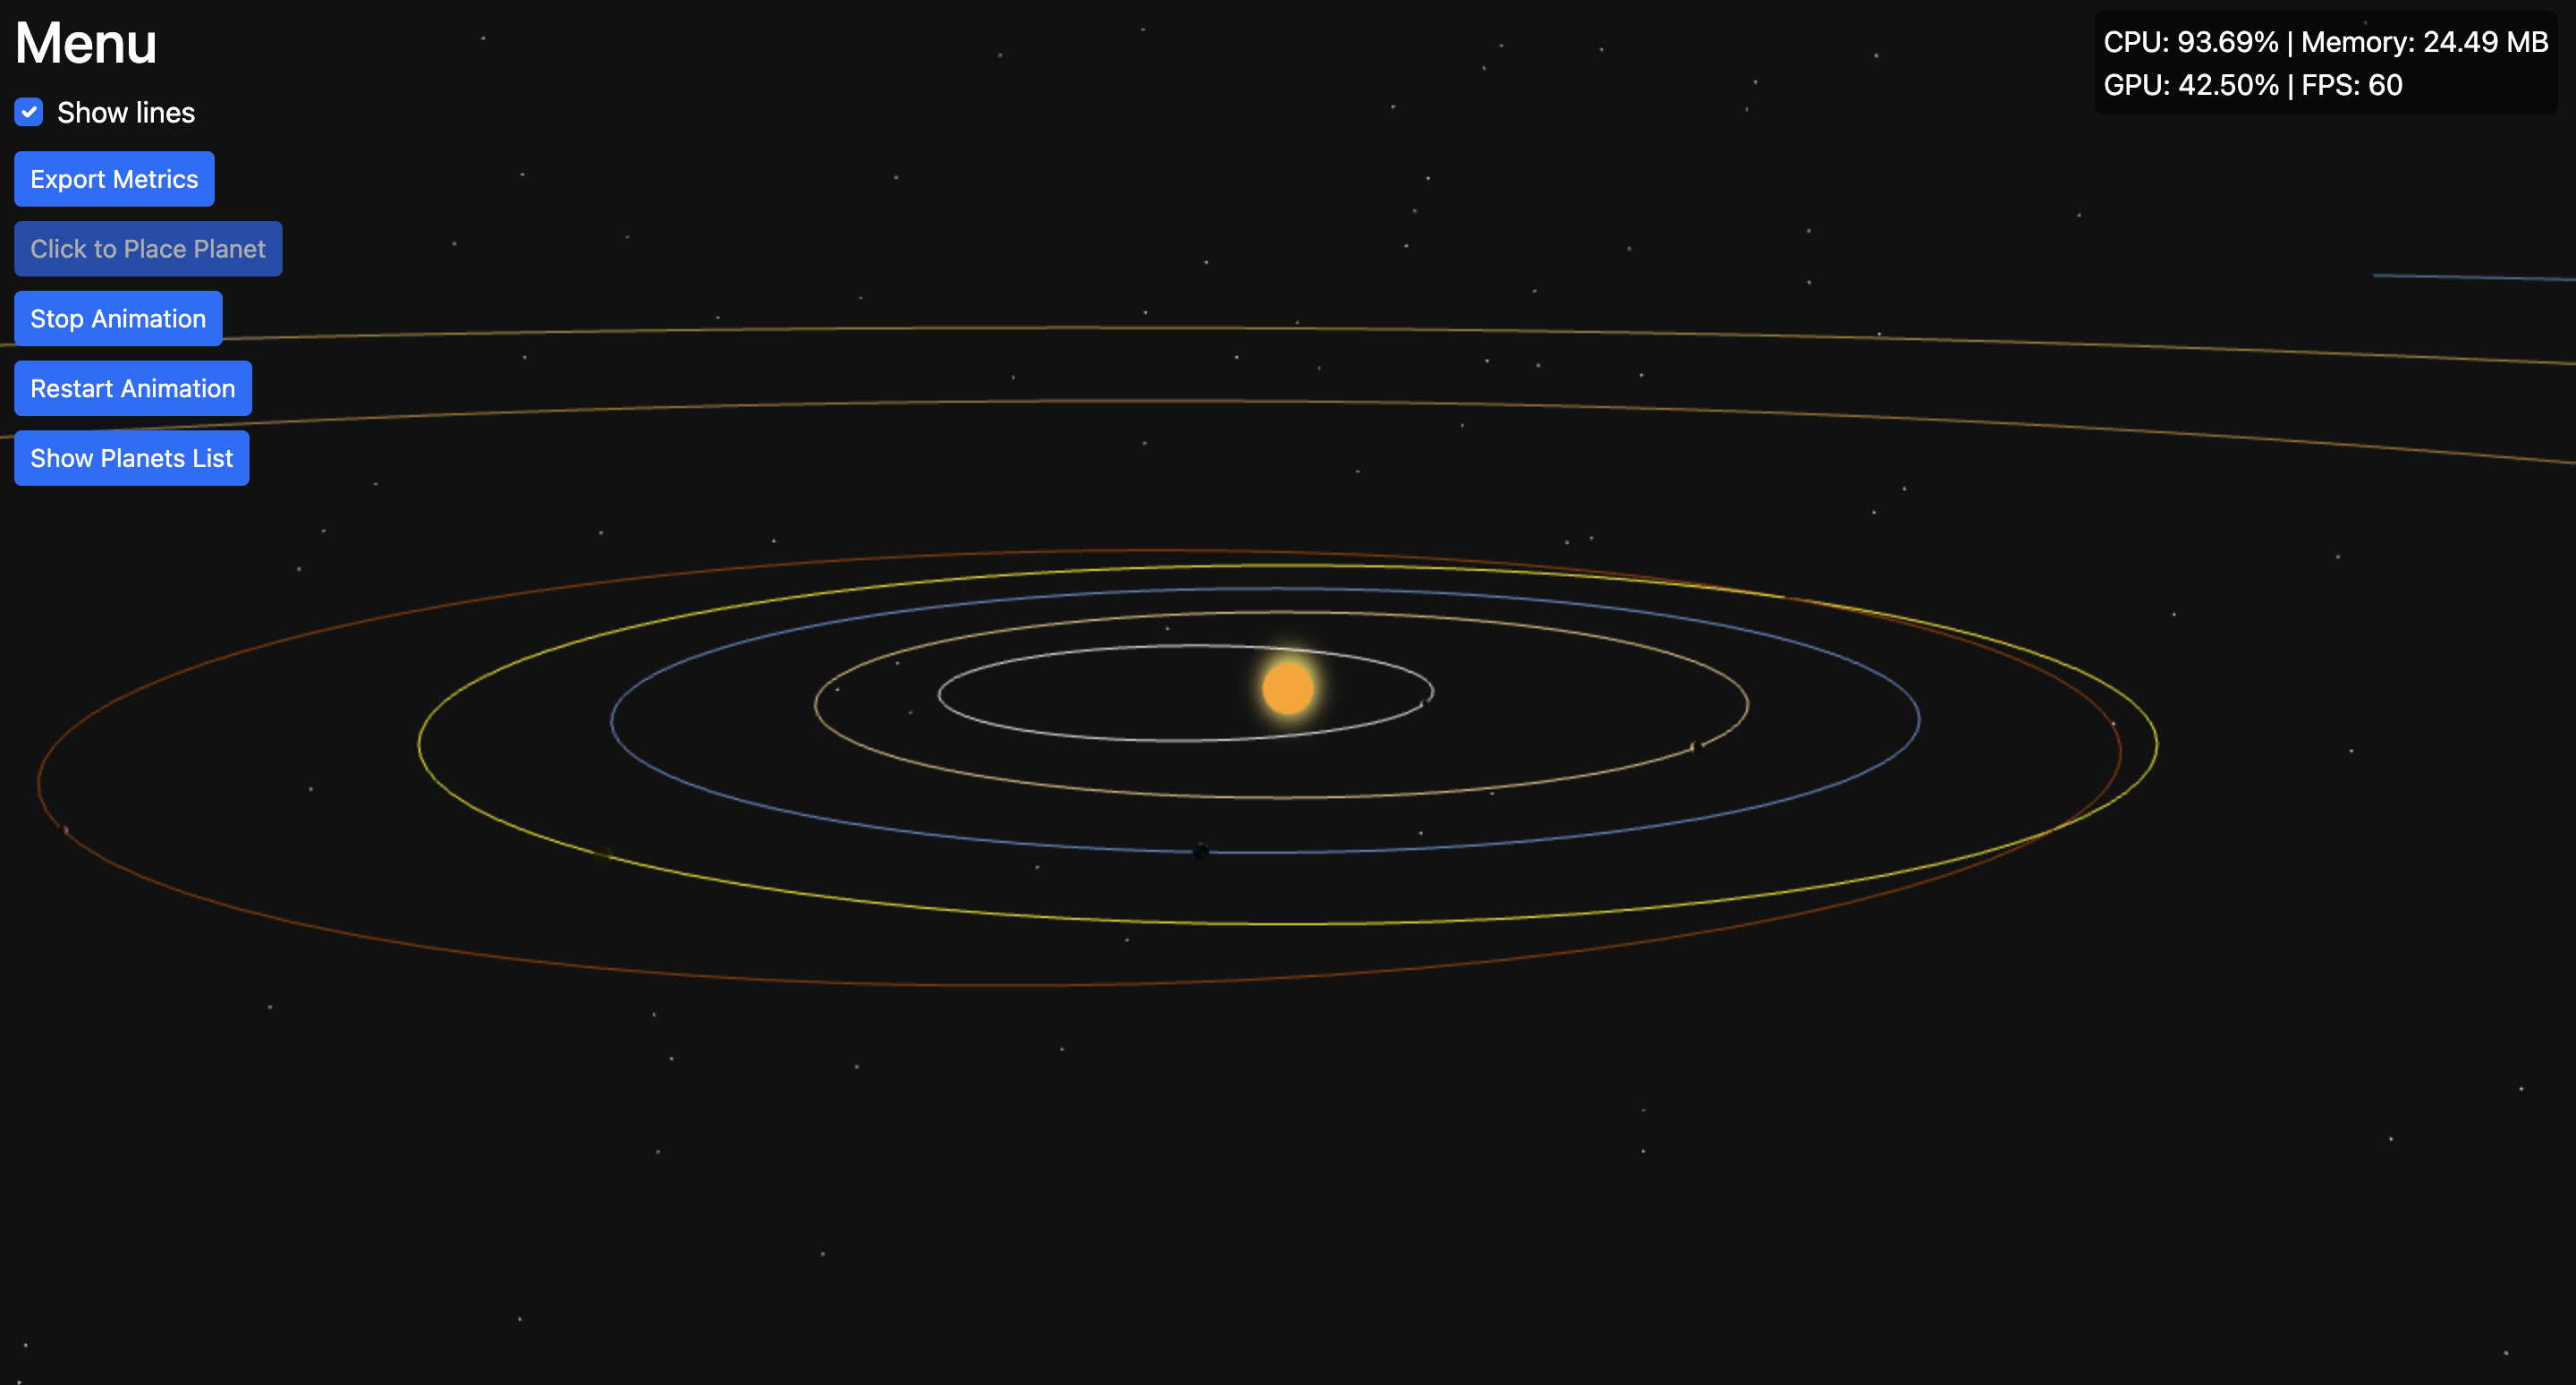 Menu
CPU: 93.69% | Memory: 24.49 MB
GPU: 42.50% | FPS: 60
Show lines
Export Metrics
Click to Place Planet
Stop Animation
Restart Animation
Show Planets List